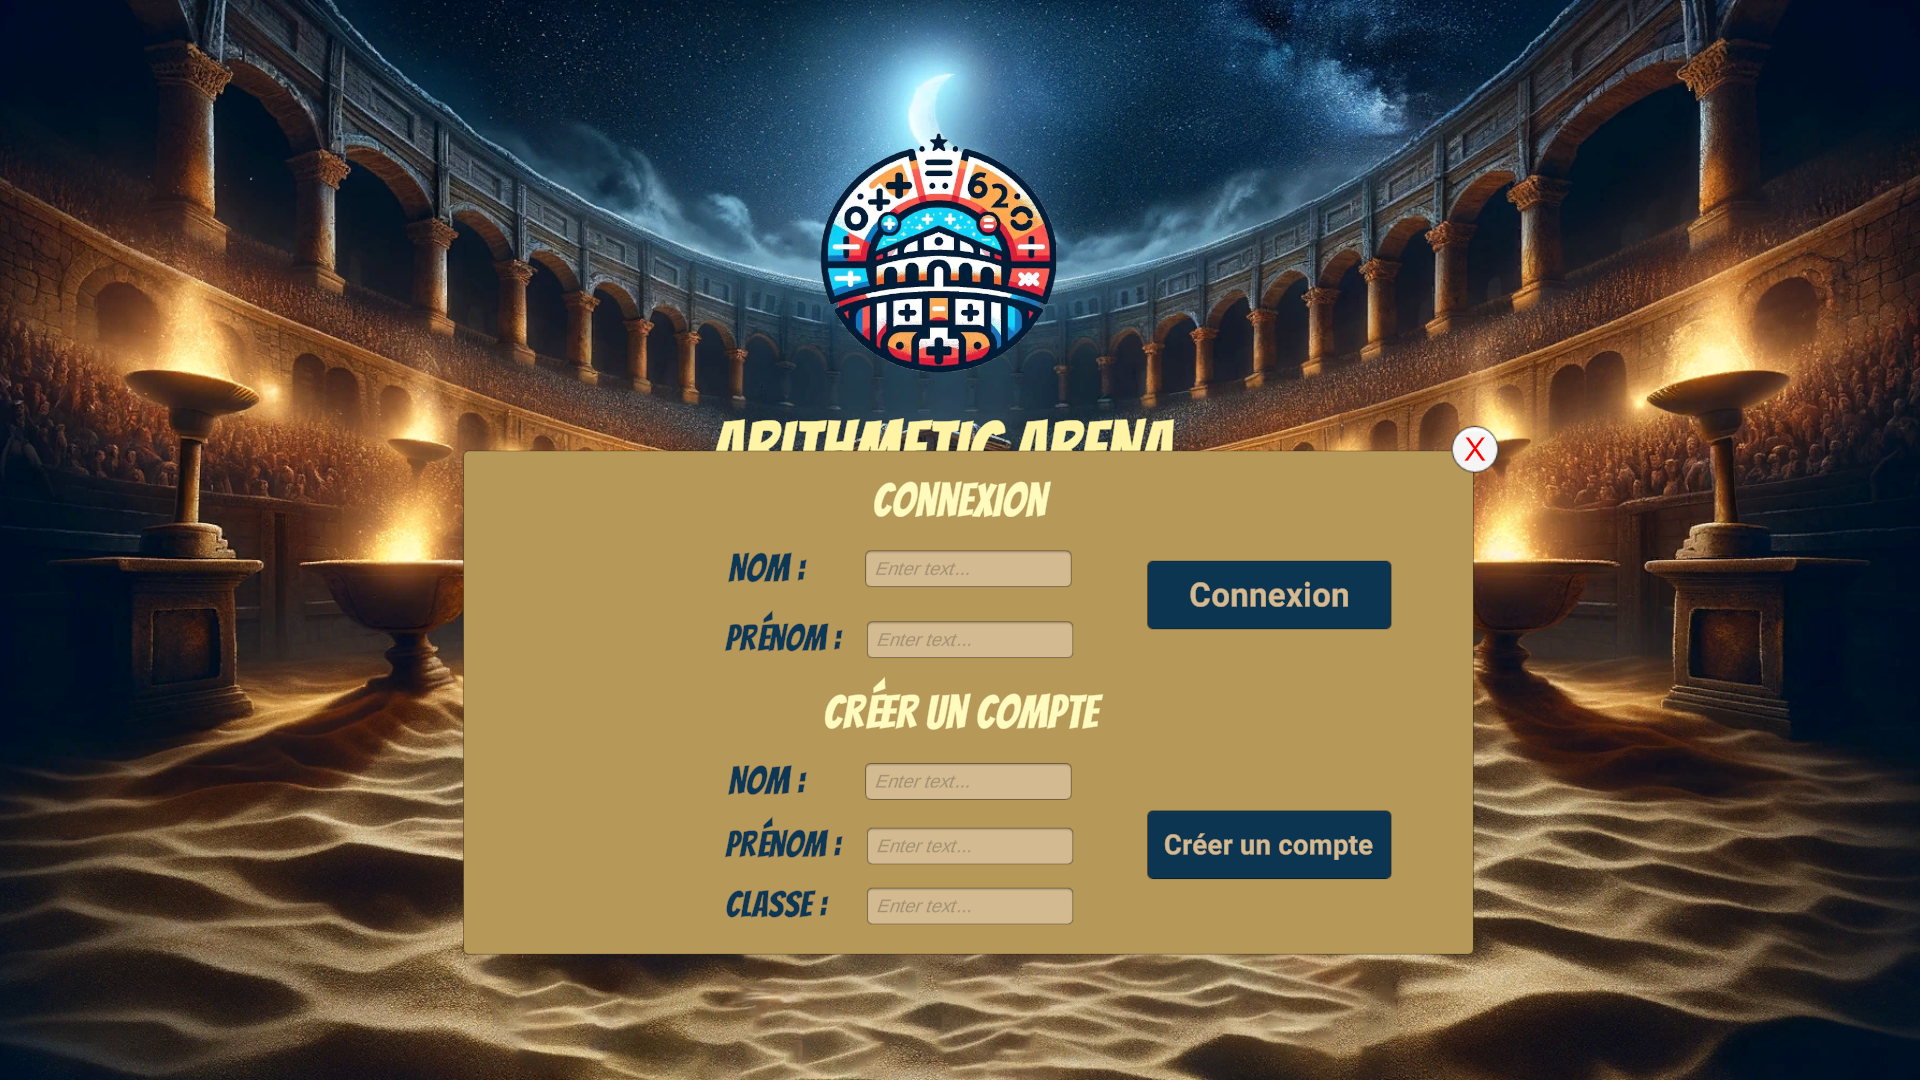 620
ARITHMETIC ARENA
X
CONNEXION
NOM : Enter text...
Connexion
PRÉNOM : Enter text...
CRÉER UN COMPTE
NOM : Enter text...
PRÉNOM : Enter text...
Créer un compte
CLASSE : Enter text...